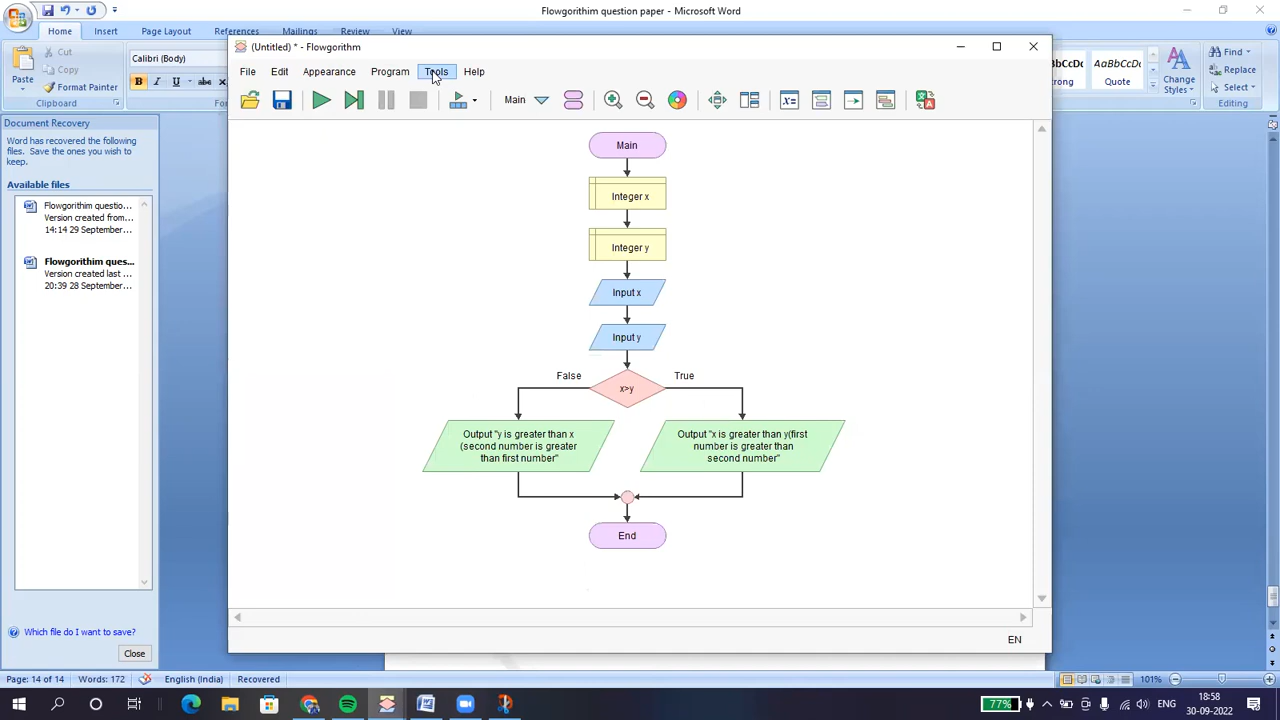 Flowgorithim question paper - Microsoft Word
Home Insert Page Layout References Mailings Review View
Paste
Cut
Copy
Format Painter
Clipboard
Calibri (Body)
B I U abc
Fon
(Untitled) * - Flowgorithm
File Edit Appearance Program Tools Help
Main
bCcDc AaBbCcDc
rong Quote
Change
Styles
Find
Replace
Select
Editing
Document Recovery
Word has recovered the following
files. Save the ones you wish to
keep.
Available files
Flowgorithim questio...
Version created from...
14:14 29 September...
Flowgorithim ques...
Version created last ...
20:39 28 September...
Which file do I want to save?
Close
Main
Integer x
Integer y
Input x
Input y
False
x>y
True
Output "y is greater than x
(second number is greater
than first number"
Output "x is greater than y(first
number is greater than
second number"
End
EN
Page: 14 of 14 Words: 172 English (India) Recovered 101%
77%
ENG
18:58
30-09-2022